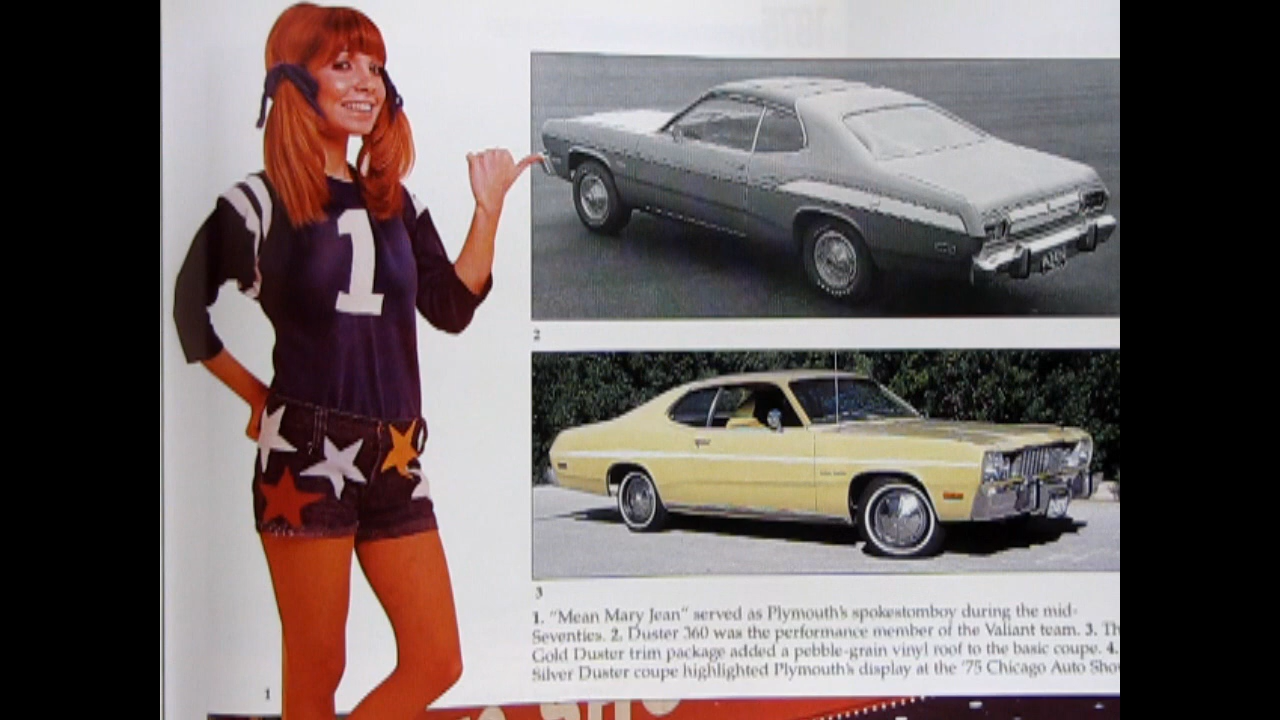 1
2
3
1. "Mean Mary Jean" served as Plymouth's spokestomboy during the mid-
Seventies. 2. Duster 360 was the performance member of the Valiant team. 3. Th
Gold Duster trim package added a pebble-grain vinyl roof to the basic coupe. 4.
Silver Duster coupe highlighted Plymouth's display at the '75 Chicago Auto Sho
1